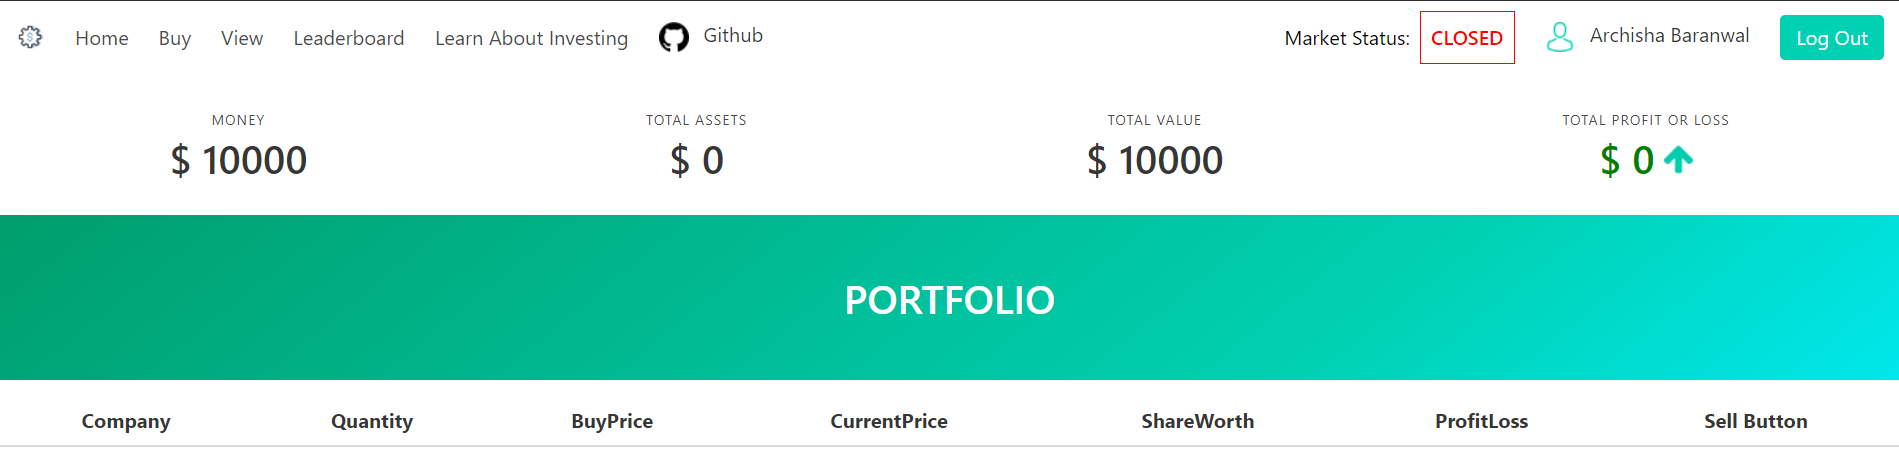 Home Buy View Leaderboard Learn About Investing Github Market Status: CLOSED Archisha Baranwal Log Out
MONEY TOTAL ASSETS TOTAL VALUE TOTAL PROFIT OR LOSS
$ 10000 $ 0 $ 10000 $ 0
PORTFOLIO
Company Quantity BuyPrice CurrentPrice ShareWorth ProfitLoss Sell Button